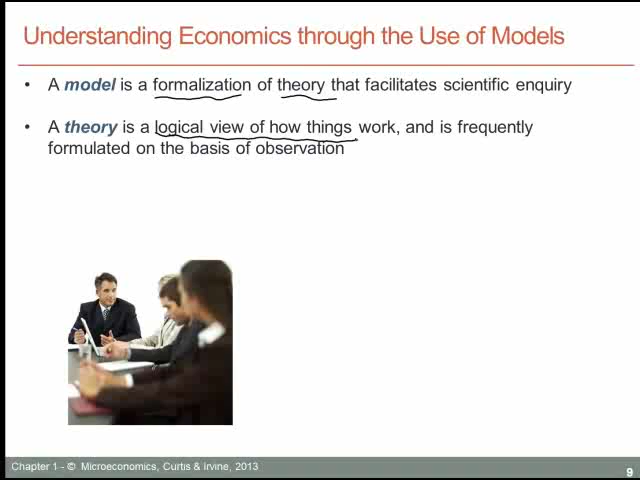 Understanding Economics through the Use of Models
• A model is a formalization of theory that facilitates scientific enquiry
• A theory is a logical view of how things work, and is frequently
formulated on the basis of observation
Chapter 1 - © Microeconomics, Curtis & Irvine, 2013
9